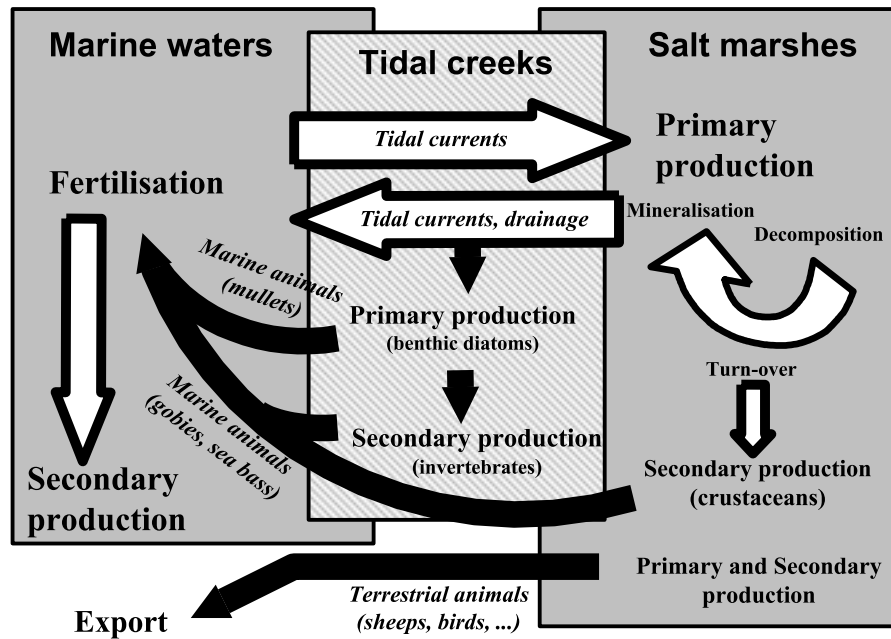 Marine waters
Tidal creeks
Salt marshes
Tidal currents
Primary
production
Fertilisation
Tidal currents, drainage
Mineralisation
Decomposition
Marine animals
(mullets)
Primary production
(benthic diatoms)
Turn-over
Marine animals
(gobies, sea bass)
Secondary production
(invertebrates)
Secondary
production
Secondary production
(crustaceans)
Primary and Secondary
production
Terrestrial animals
(sheeps, birds, ...)
Export